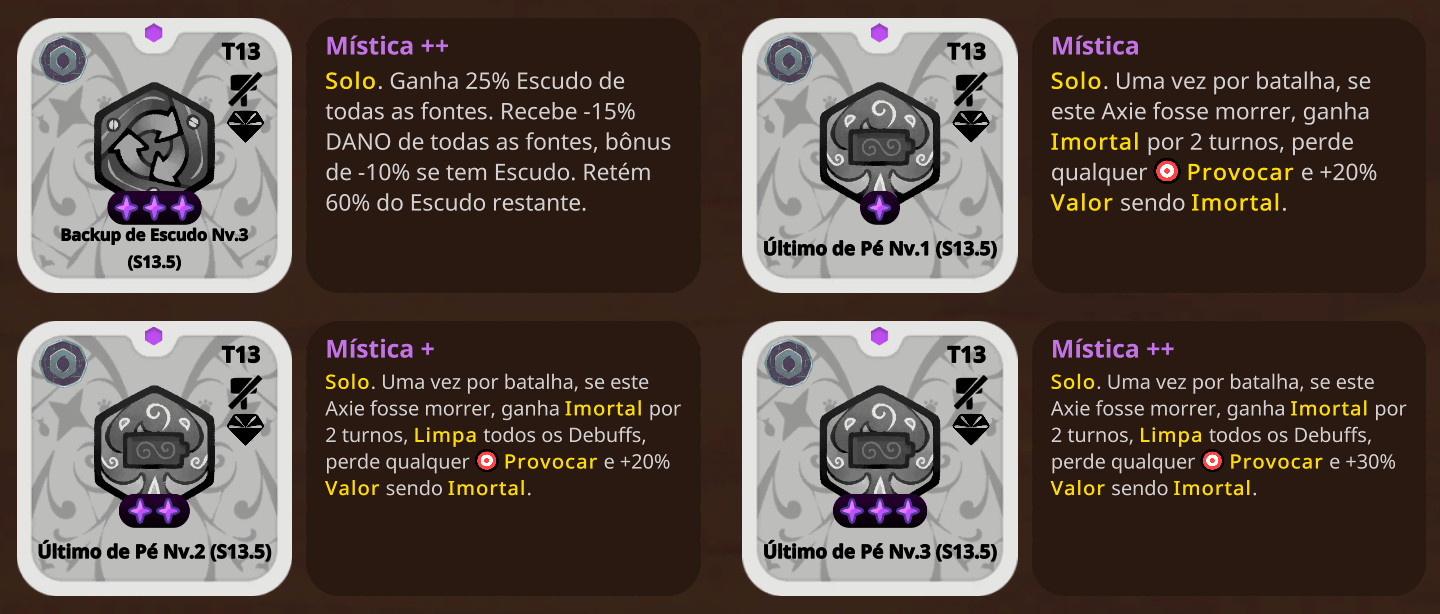 T13
Backup de Escudo Nv.3
(S13.5)
Mística ++
Solo. Ganha 25% Escudo de
todas as fontes. Recebe -15%
DANO de todas as fontes, bônus
de -10% se tem Escudo. Retém
60% do Escudo restante.
T13
Último de Pé Nv.1 (S13.5)
Mística
Solo. Uma vez por batalha, se
este Axie fosse morrer, ganha
Imortal por 2 turnos, perde
qualquer Provocar e +20%
Valor sendo Imortal.
T13
Último de Pé Nv.2 (S13.5)
Mística +
Solo. Uma vez por batalha, se este
Axie fosse morrer, ganha Imortal por
2 turnos, Limpa todos os Debuffs,
perde qualquer Provocar e +20%
Valor sendo Imortal.
T13
Último de Pé Nv.3 (S13.5)
Mística ++
Solo. Uma vez por batalha, se este
Axie fosse morrer, ganha Imortal por
2 turnos, Limpa todos os Debuffs,
perde qualquer Provocar e +30%
Valor sendo Imortal.